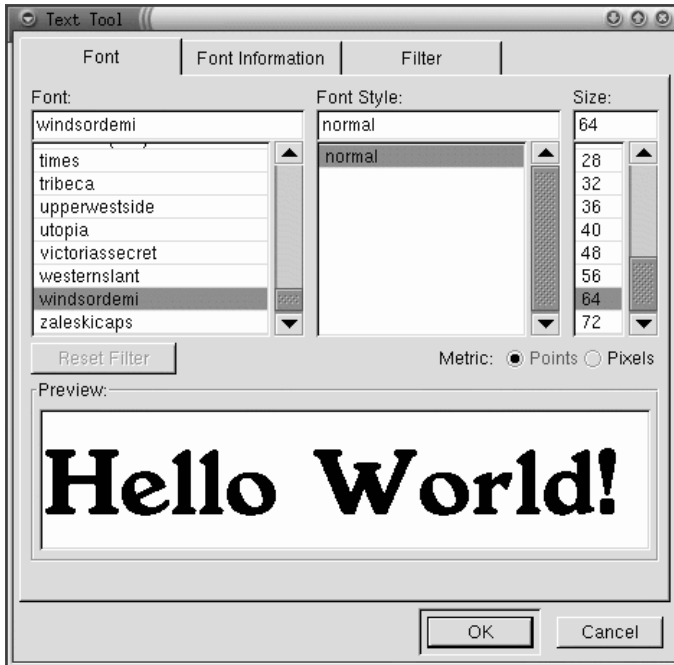 Text Tool
Font Font Information Filter
Font: Font Style: Size:
windsordemi normal 64
times normal 28
tribeca 32
upperwestside 36
utopia 40
victoriassecret 48
westernslant 56
windsordemi 64
zaleskicaps 72
Reset Filter Metric: Points Pixels
Preview:
Hello World!
OK Cancel